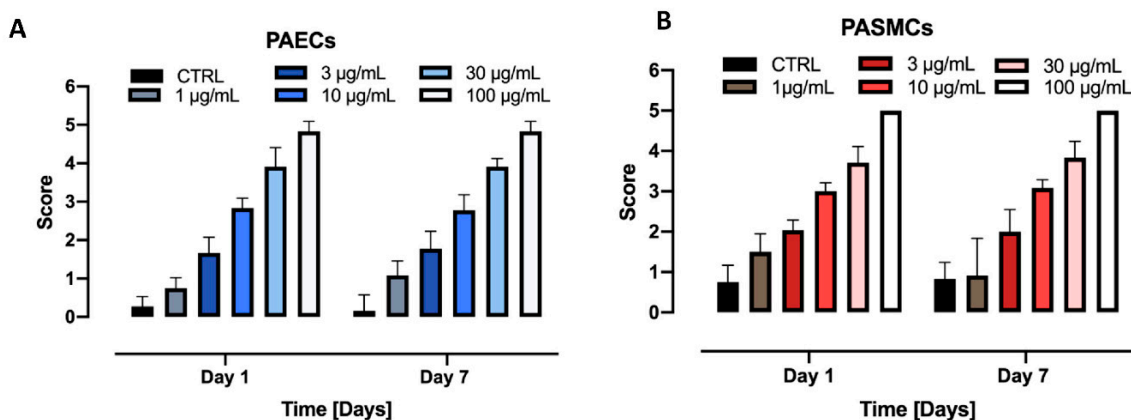 A
PAECs
CTRL
3 µg/mL
30 µg/mL
1 µg/mL
10 µg/mL
100 µg/mL
6
5
4
3
2
1
0
Score
Day 1
Day 7
Time [Days]
B
PASMCs
CTRL
3 µg/mL
30 µg/mL
1µg/mL
10 µg/mL
100 µg/mL
6
5
4
3
2
1
0
Score
Day 1
Day 7
Time [Days]